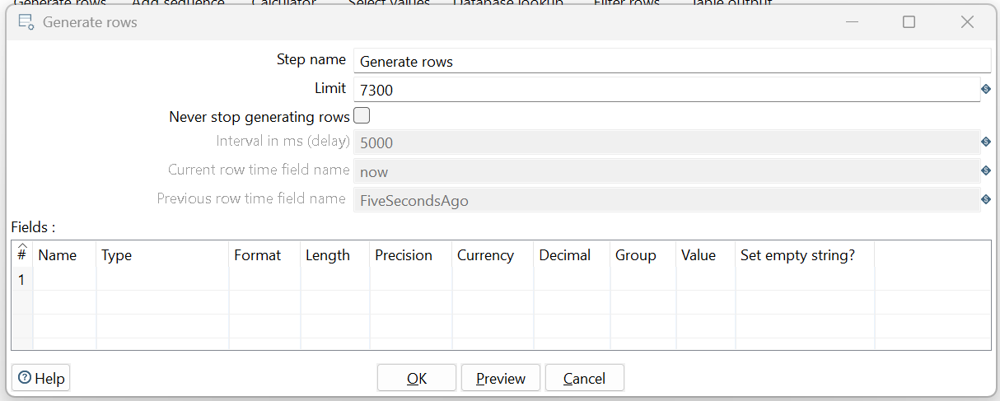 Generate rows Add sequence Calculator Select values Database lookup Filter rows Table output
Generate rows
Step name Generate rows
Limit 7300
Never stop generating rows
Interval in ms (delay) 5000
Current row time field name now
Previous row time field name FiveSecondsAgo
Fields :
# Name Type Format Length Precision Currency Decimal Group Value Set empty string?
1
Help OK Preview Cancel